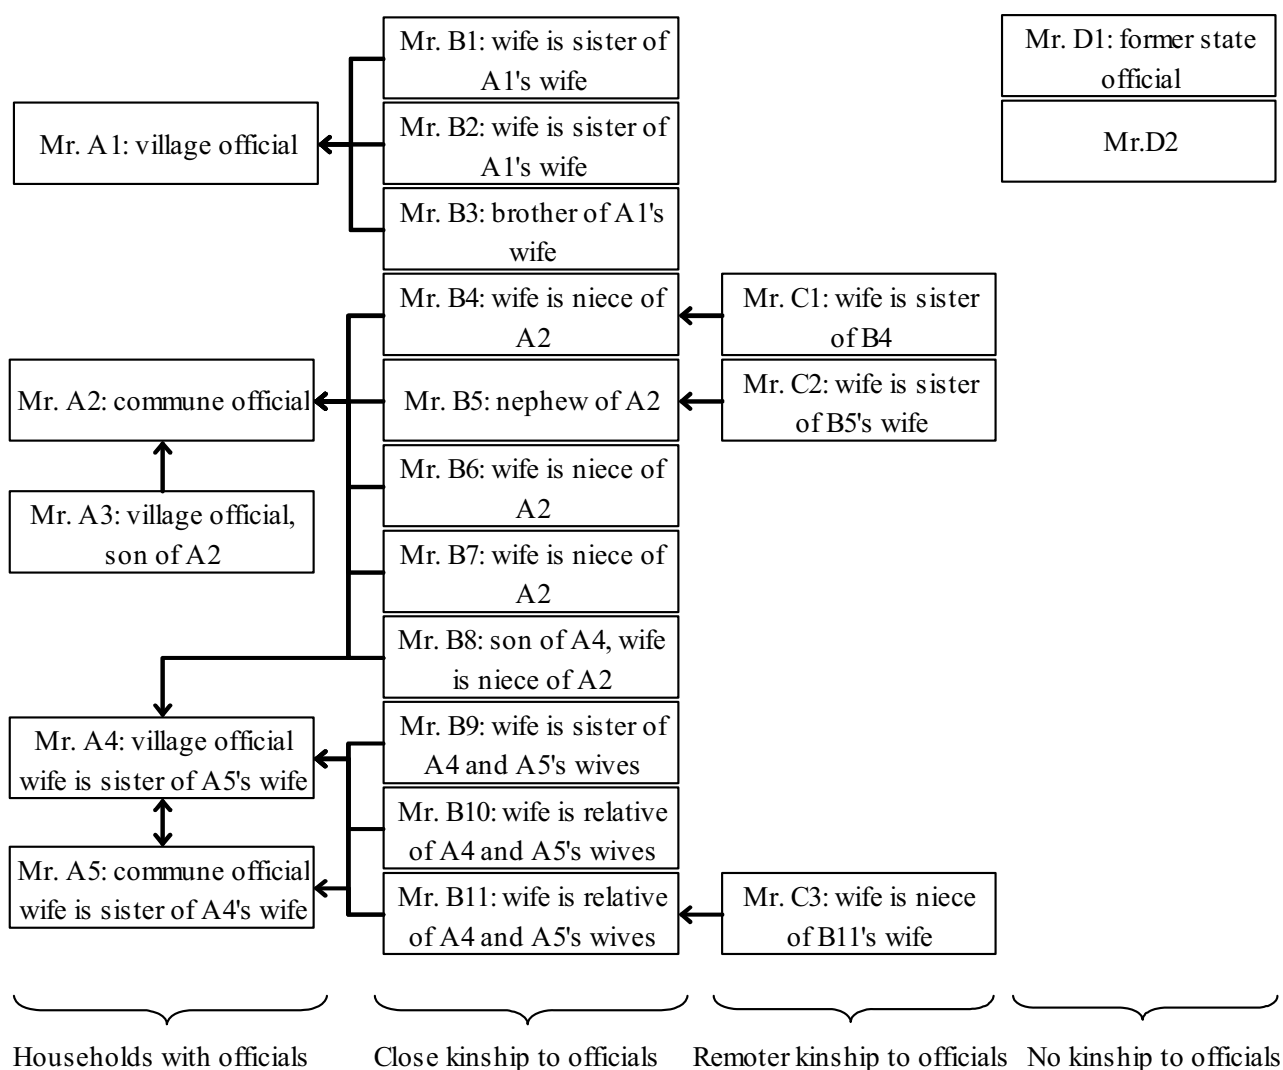 Mr. B1: wife is sister of
A1's wife
Mr. D1: former state
official
Mr. A1: village official
Mr. B2: wife is sister of
A1's wife
Mr.D2
Mr. B3: brother of A1's
wife
Mr. B4: wife is niece of
A2
Mr. C1: wife is sister
of B4
Mr. A2: commune official
Mr. B5: nephew of A2
Mr. C2: wife is sister
of B5's wife
Mr. A3: village official,
son of A2
Mr. B6: wife is niece of
A2
Mr. B7: wife is niece of
A2
Mr. B8: son of A4, wife
is niece of A2
Mr. A4: village official
wife is sister of A5's wife
Mr. B9: wife is sister of
A4 and A5's wives
Mr. B10: wife is relative
of A4 and A5's wives
Mr. A5: commune official
wife is sister of A4's wife
Mr. B11: wife is relative
of A4 and A5's wives
Mr. C3: wife is niece
of B11's wife
Households with officials
Close kinship to officials
Remoter kinship to officials
No kinship to officials